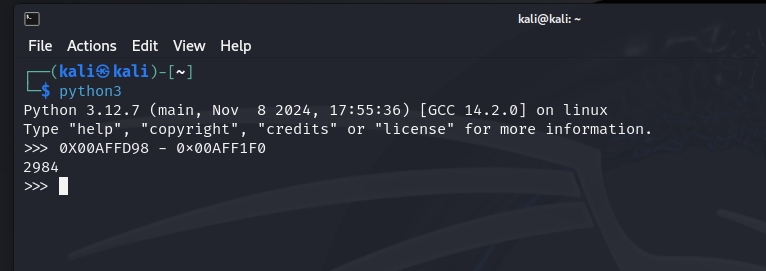 kali@kali: ~
File Actions Edit View Help
┌──(kali㉿kali)-[~]
└─$ python3
Python 3.12.7 (main, Nov  8 2024, 17:55:36) [GCC 14.2.0] on linux
Type "help", "copyright", "credits" or "license" for more information.
>>> 0X00AFFD98 - 0×00AFF1F0
2984
>>>